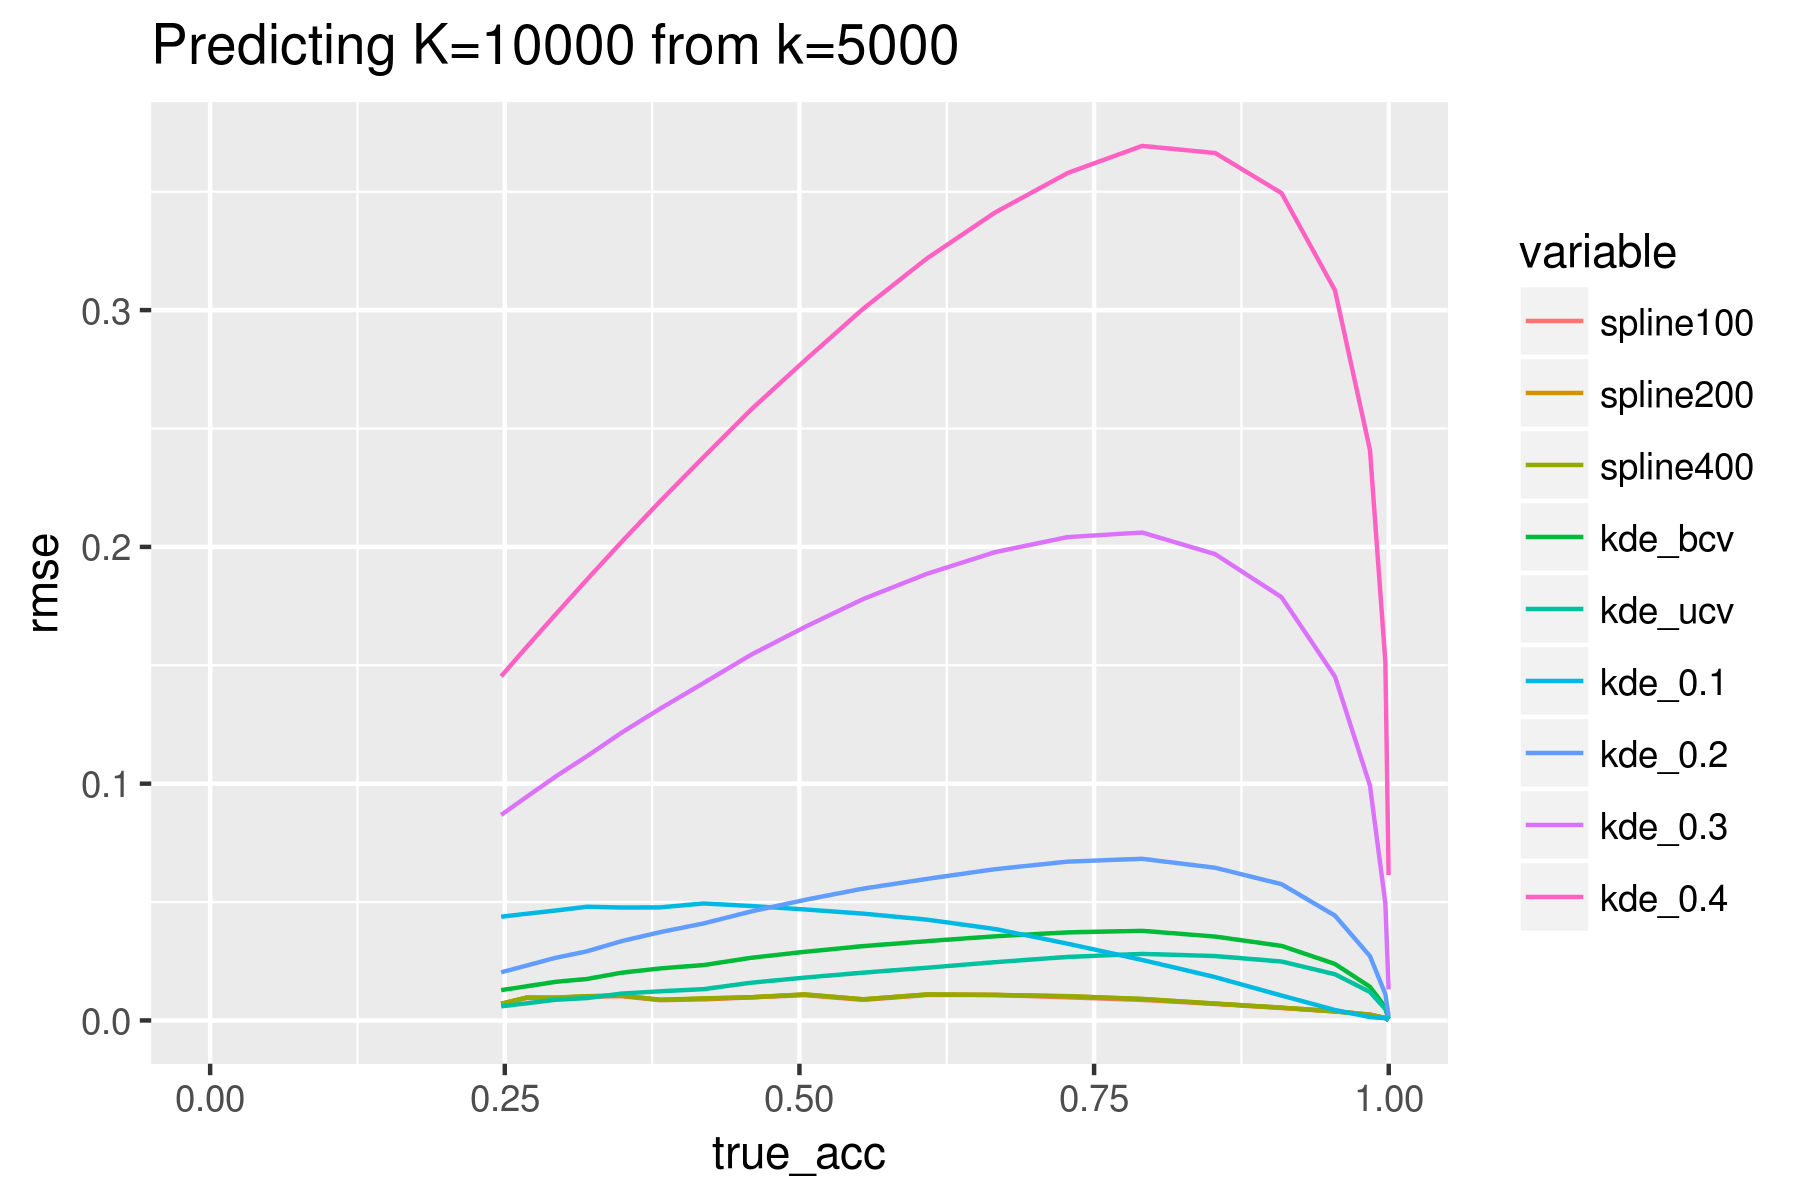 Predicting K=10000 from k=5000
rmse
0.3
0.2
0.1
0.0
0.00 0.25 0.50 0.75 1.00
true_acc
variable
spline100
spline200
spline400
kde_bcv
kde_ucv
kde_0.1
kde_0.2
kde_0.3
kde_0.4